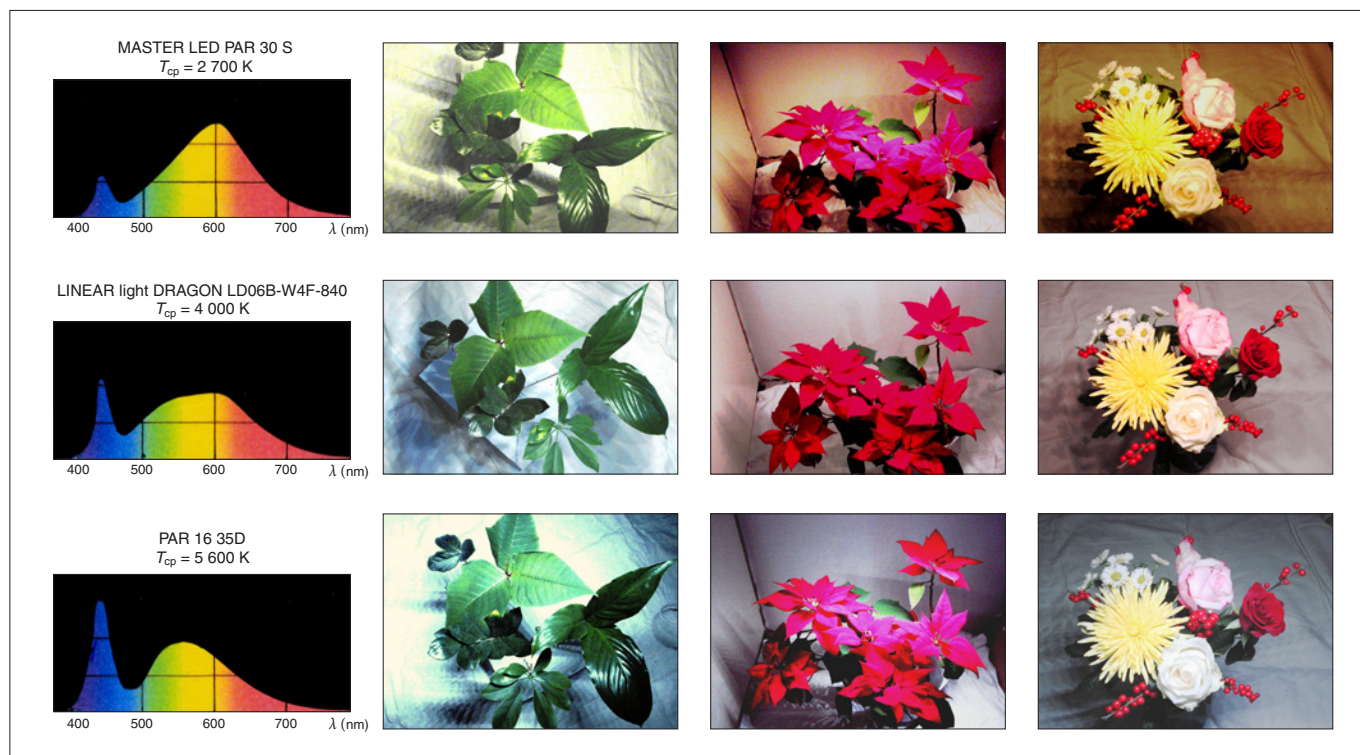 MASTER LED PAR 30 S
Tcp = 2 700 K
400 500 600 700 λ (nm)
LINEAR light DRAGON LD06B-W4F-840
Tcp = 4 000 K
400 500 600 700 λ (nm)
PAR 16 35D
Tcp = 5 600 K
400 500 600 700 λ (nm)